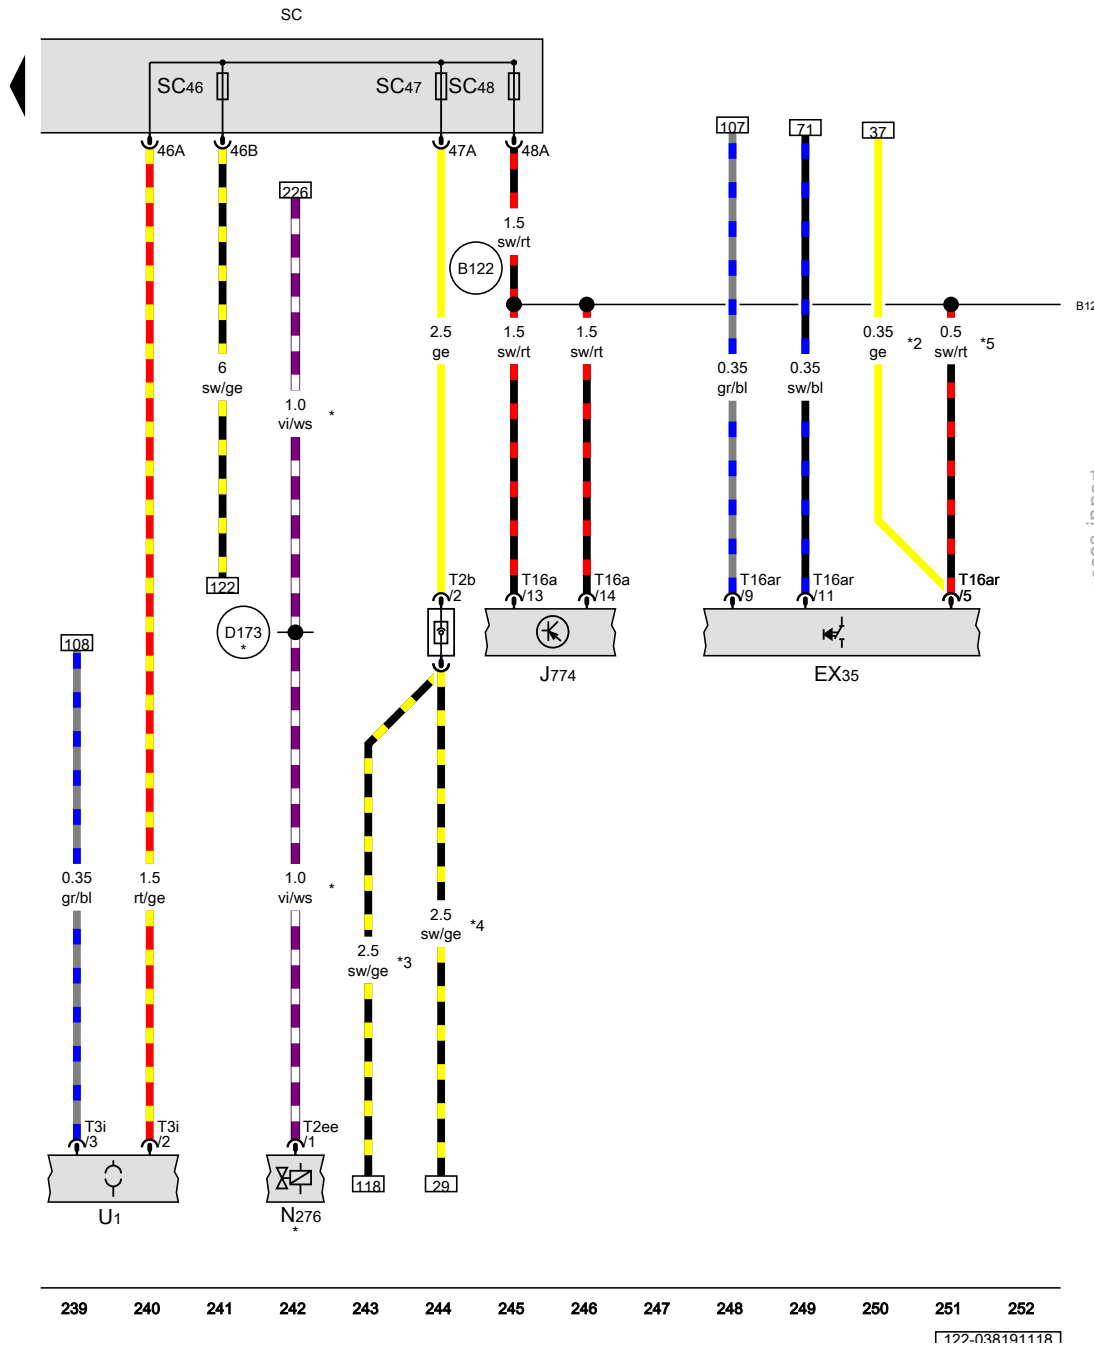 SC
SC46
SC47
SC48
46A
46B
47A
48A
107
71
37
226
1.5
sw/rt
B122
6
sw/ge
2.5
ge
1.5
sw/rt
1.5
sw/rt
0.35
gr/bl
0.35
sw/bl
0.35
ge
*2
0.5
sw/rt
*5
1.0
vi/ws
*
122
T2b
/2
T16a
/13
T16a
/14
T16ar
/9
T16ar
/11
T16ar
/5
D173
*
108
J774
EX35
0.35
gr/bl
1.5
rt/ge
1.0
vi/ws
*
2.5
sw/ge
*3
2.5
sw/ge
*4
T3i
/3
T3i
/2
T2ee
/1
118
29
U1
N276
*
239 240 241 242 243 244 245 246 247 248 249 250 251 252
122-038191118